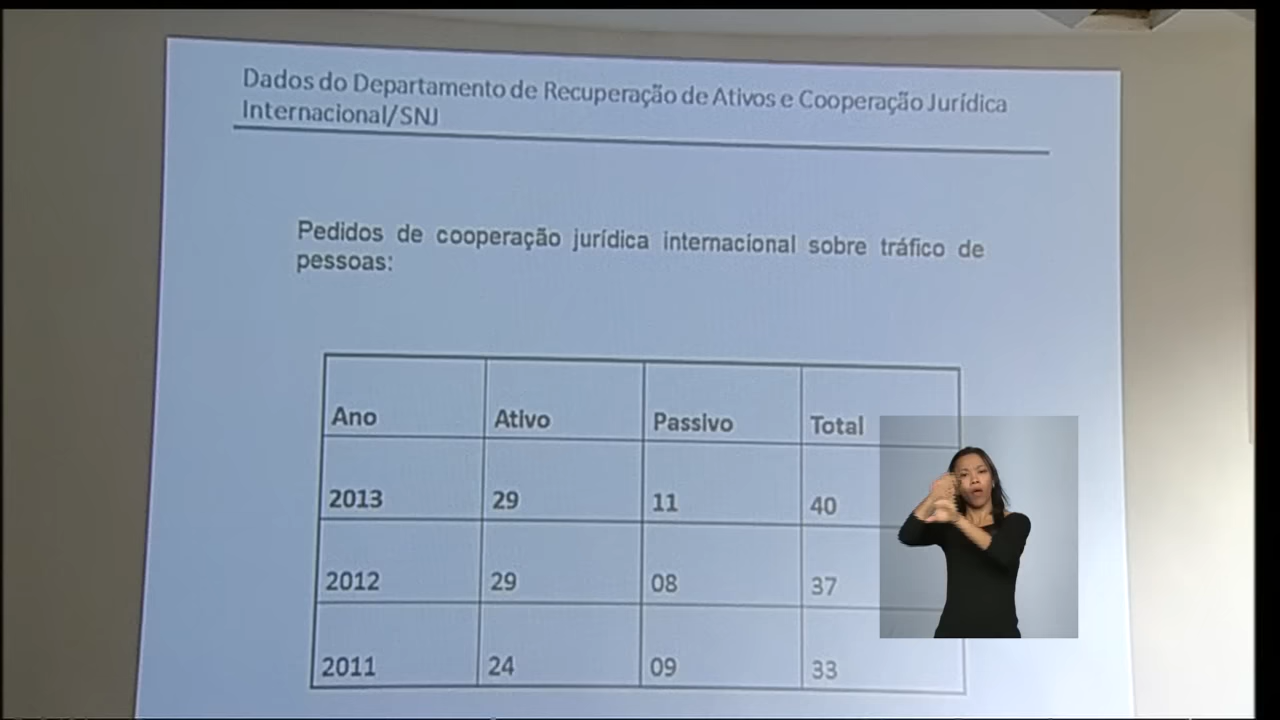 Dados do Departamento de Recuperação de Ativos e Cooperação Jurídica
Internacional/SNJ
Pedidos de cooperação jurídica internacional sobre tráfico de
pessoas:
Ano Ativo Passivo Total
2013 29 11 40
2012 29 08 37
2011 24 09 33